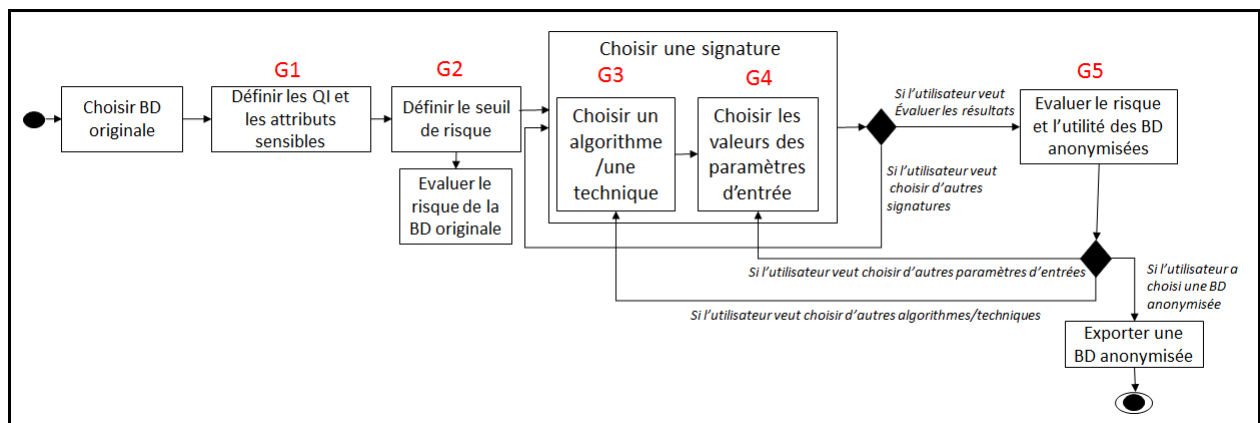 Choisir BD
originale
G1
Définir les QI et
les attributs
sensibles
G2
Définir le seuil
de risque
Evaluer le
risque de la
BD originale
Choisir une signature
G3
Choisir un
algorithme
/une
technique
G4
Choisir les
valeurs des
paramètres
d'entrée
Si l'utilisateur veut
Évaluer les résultats
Si l'utilisateur veut
choisir d'autres
signatures
G5
Evaluer le risque
et l'utilité des BD
anonymisées
Si l'utilisateur veut choisir d'autres paramètres d'entrées
Si l'utilisateur veut choisir d'autres algorithmes/techniques
Si l'utilisateur a
choisi une BD
anonymisée
Exporter une
BD anonymisée